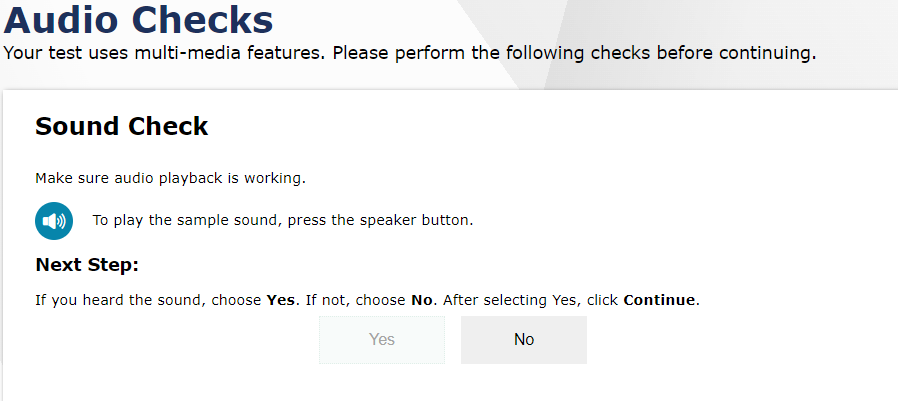 Audio Checks
Your test uses multi-media features. Please perform the following checks before continuing.
Sound Check
Make sure audio playback is working.
To play the sample sound, press the speaker button.
Next Step:
If you heard the sound, choose Yes. If not, choose No. After selecting Yes, click Continue.
Yes
No